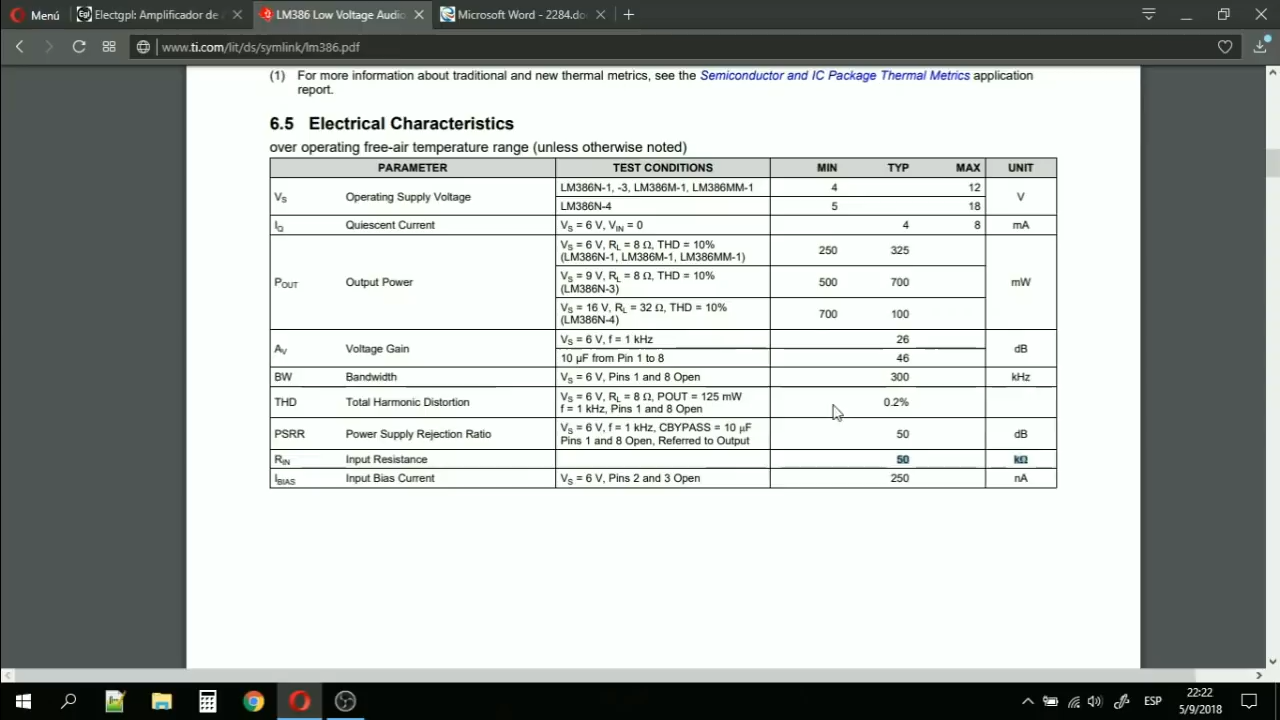 Menú
Electgpl: Amplificador de
LM386 Low Voltage Audio
Microsoft Word - 2284.do
www.ti.com/lit/ds/symlink/lm386.pdf
(1) For more information about traditional and new thermal metrics, see the Semiconductor and IC Package Thermal Metrics application
report.
6.5 Electrical Characteristics
over operating free-air temperature range (unless otherwise noted)
PARAMETER TEST CONDITIONS MIN TYP MAX UNIT
VS Operating Supply Voltage LM386N-1, -3, LM386M-1, LM386MM-1 4 12 V
LM386N-4 5 18
IQ Quiescent Current VS = 6 V, VIN = 0 4 8 mA
POUT Output Power VS = 6 V, RL = 8 Ω, THD = 10% 250 325 mW
(LM386N-1, LM386M-1, LM386MM-1)
VS = 9 V, RL = 8 Ω, THD = 10% 500 700
(LM386N-3)
VS = 16 V, RL = 32 Ω, THD = 10% 700 100
(LM386N-4)
AV Voltage Gain VS = 6 V, f = 1 kHz 26 dB
10 µF from Pin 1 to 8 46
BW Bandwidth VS = 6 V, Pins 1 and 8 Open 300 kHz
THD Total Harmonic Distortion VS = 6 V, RL = 8 Ω, POUT = 125 mW 0.2%
f = 1 kHz, Pins 1 and 8 Open
PSRR Power Supply Rejection Ratio VS = 6 V, f = 1 kHz, CBYPASS = 10 µF 50 dB
Pins 1 and 8 Open, Referred to Output
RIN Input Resistance 50 kΩ
IBIAS Input Bias Current VS = 6 V, Pins 2 and 3 Open 250 nA
ESP
22:22
5/9/2018